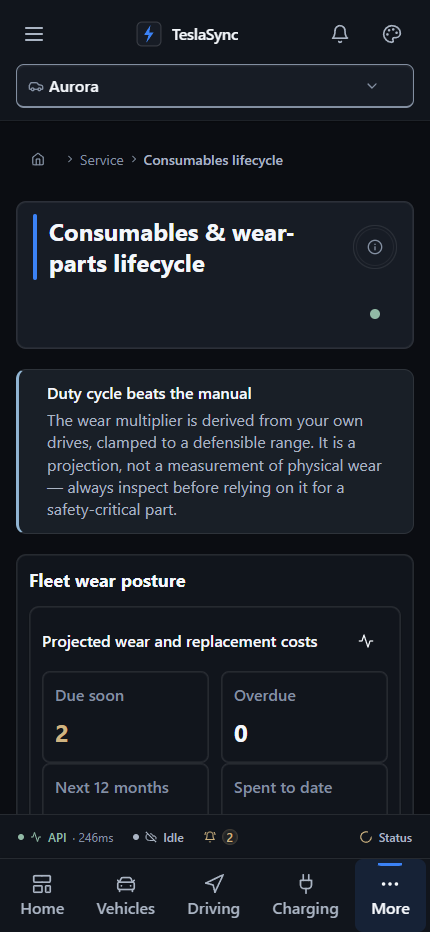 TeslaSync
Aurora
Service
Consumables lifecycle
Consumables & wear-
parts lifecycle
Duty cycle beats the manual
The wear multiplier is derived from your own
drives, clamped to a defensible range. It is a
projection, not a measurement of physical wear
— always inspect before relying on it for a
safety-critical part.
Fleet wear posture
Projected wear and replacement costs
Due soon
Overdue
2
0
Next 12 months
Spent to date
API · 246ms
Idle
2
Status
Home
Vehicles
Driving
Charging
More